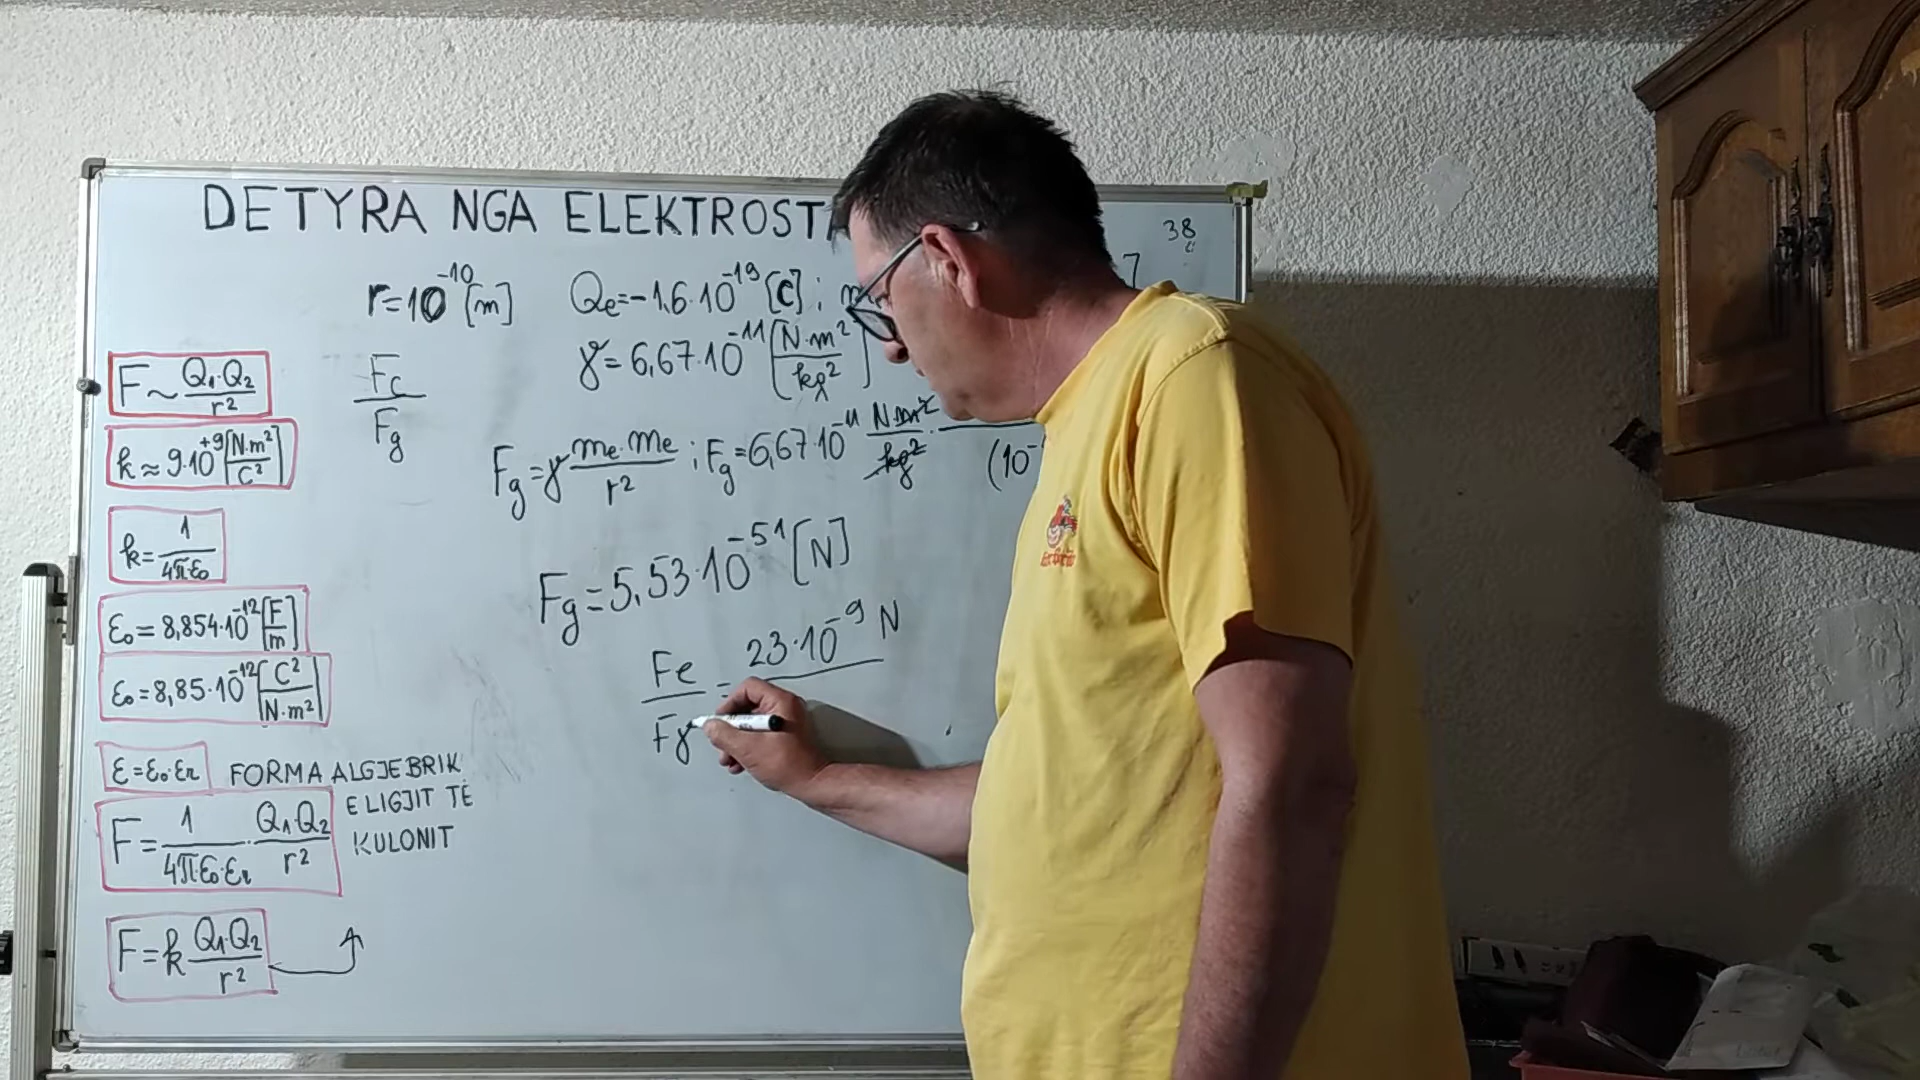 DETYRA NGA ELEKTROST
38
7
r=10⁻¹⁰[m] Qe=-1,6·10⁻¹⁹[C] ; m
γ=6,67·10⁻¹¹[N·m²/kg²]
F~Q₁·Q₂/r²
Fc/Fg
k≈9·10⁺⁹[N·m²/C²]
Fg=γ me·me/r² ; Fg=6,67·10⁻¹¹ N·m²/kg² · (10⁻
k=1/4π·ε₀
Fg=5,53·10⁻⁵¹[N]
ε₀=8,854·10⁻¹²[F/m]
Fe/Fγ = 23·10⁻⁹ N
ε₀=8,85·10⁻¹²[C²/N·m²]
ε=ε₀·εr FORMA ALGJEBRIK
E LIGJIT TË
KULONIT
F=1/4π·ε₀·εr · Q₁·Q₂/r²
F=k Q₁·Q₂/r²